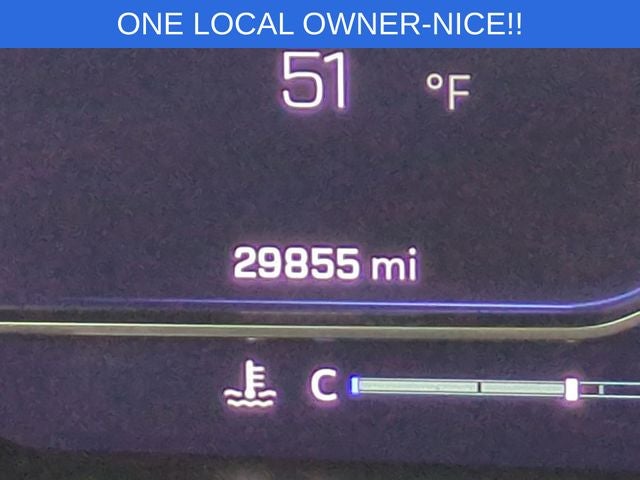 ONE LOCAL OWNER-NICE!!
51 °F
29855 mi
C